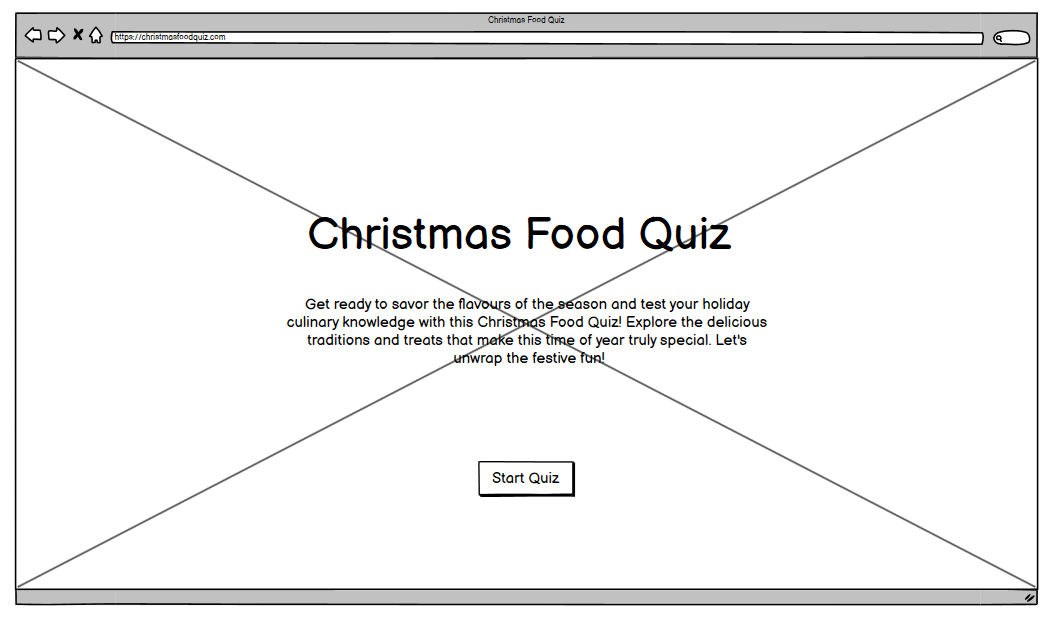 Christmas Food Quiz
https://christmasfoodquiz.com
Christmas Food Quiz
Get ready to savor the flavours of the season and test your holiday
culinary knowledge with this Christmas Food Quiz! Explore the delicious
traditions and treats that make this time of year truly special. Let's
unwrap the festive fun!
Start Quiz